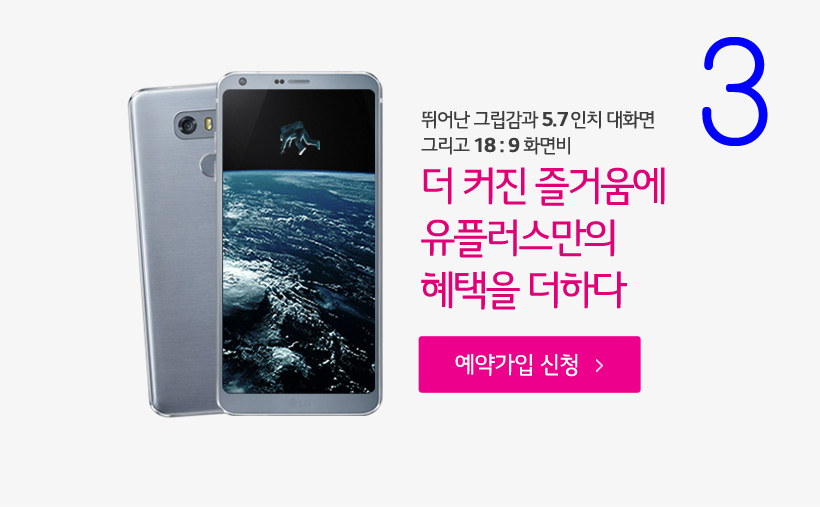 3
뛰어난 그립감과 5.7인치 대화면
그리고 18 : 9 화면비
더 커진 즐거움에
유플러스만의
혜택을 더하다
예약가입 신청 >
LG